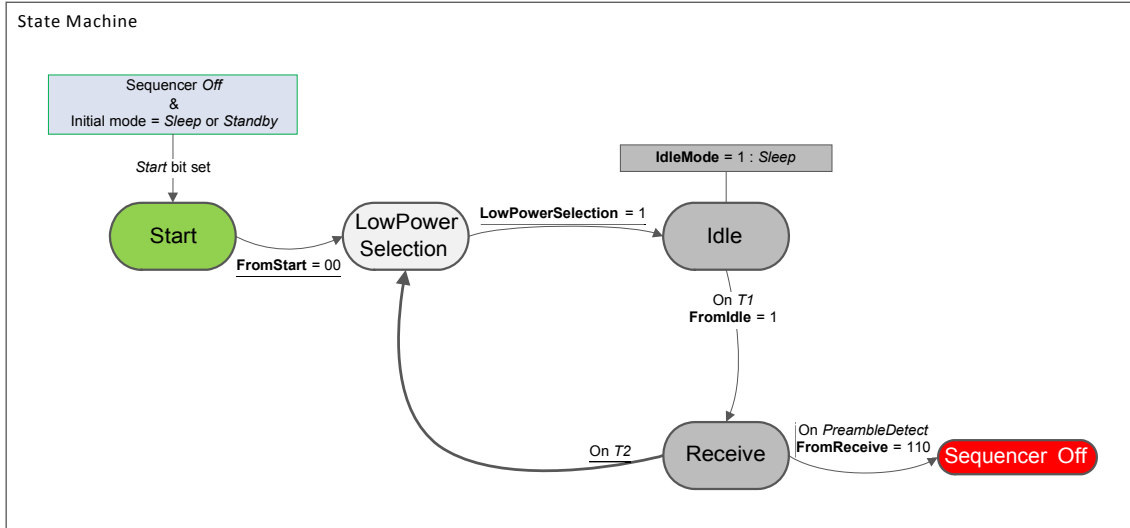 State Machine
Sequencer Off
&
Initial mode = Sleep or Standby
Start bit set
IdleMode = 1 : Sleep
Start
FromStart = 00
LowPower
Selection
LowPowerSelection = 1
Idle
On T1
FromIdle = 1
On T2
Receive
On PreambleDetect
FromReceive = 110
Sequencer Off